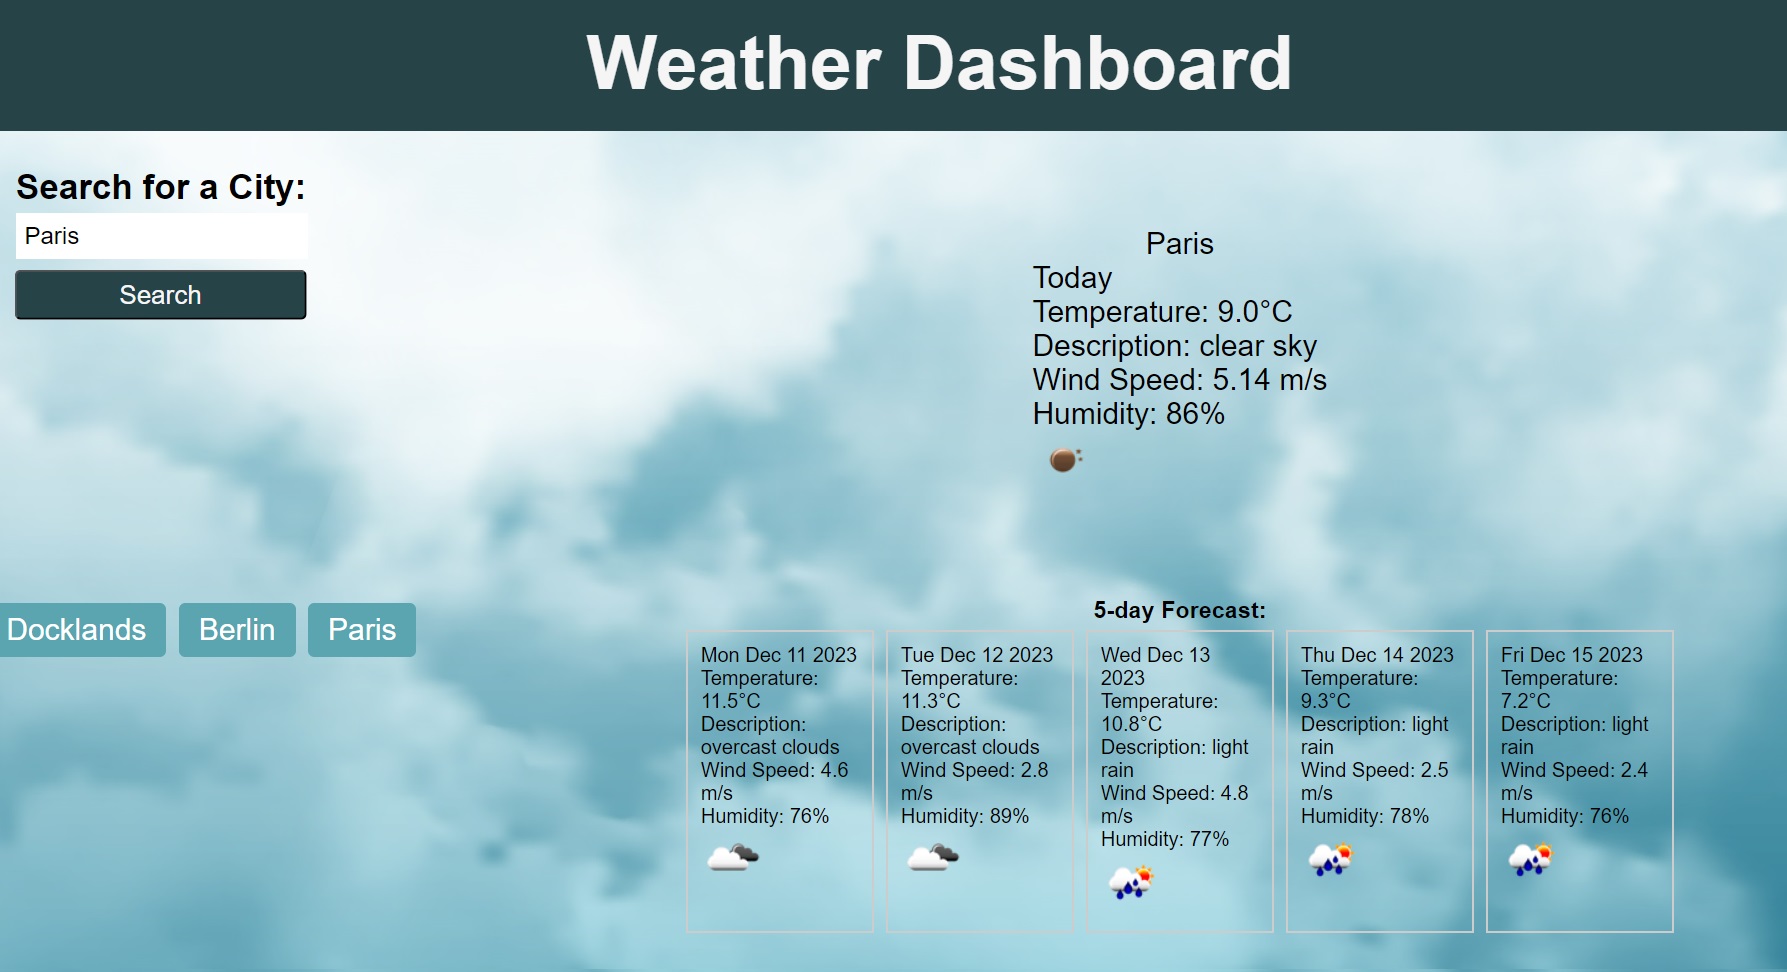 Weather Dashboard
Search for a City:
Paris
Search
Paris
Today
Temperature: 9.0°C
Description: clear sky
Wind Speed: 5.14 m/s
Humidity: 86%
Docklands
Berlin
Paris
5-day Forecast:
Mon Dec 11 2023
Temperature:
11.5°C
Description:
overcast clouds
Wind Speed: 4.6
m/s
Humidity: 76%
Tue Dec 12 2023
Temperature:
11.3°C
Description:
overcast clouds
Wind Speed: 2.8
m/s
Humidity: 89%
Wed Dec 13
2023
Temperature:
10.8°C
Description: light
rain
Wind Speed: 4.8
m/s
Humidity: 77%
Thu Dec 14 2023
Temperature:
9.3°C
Description: light
rain
Wind Speed: 2.5
m/s
Humidity: 78%
Fri Dec 15 2023
Temperature:
7.2°C
Description: light
rain
Wind Speed: 2.4
m/s
Humidity: 76%